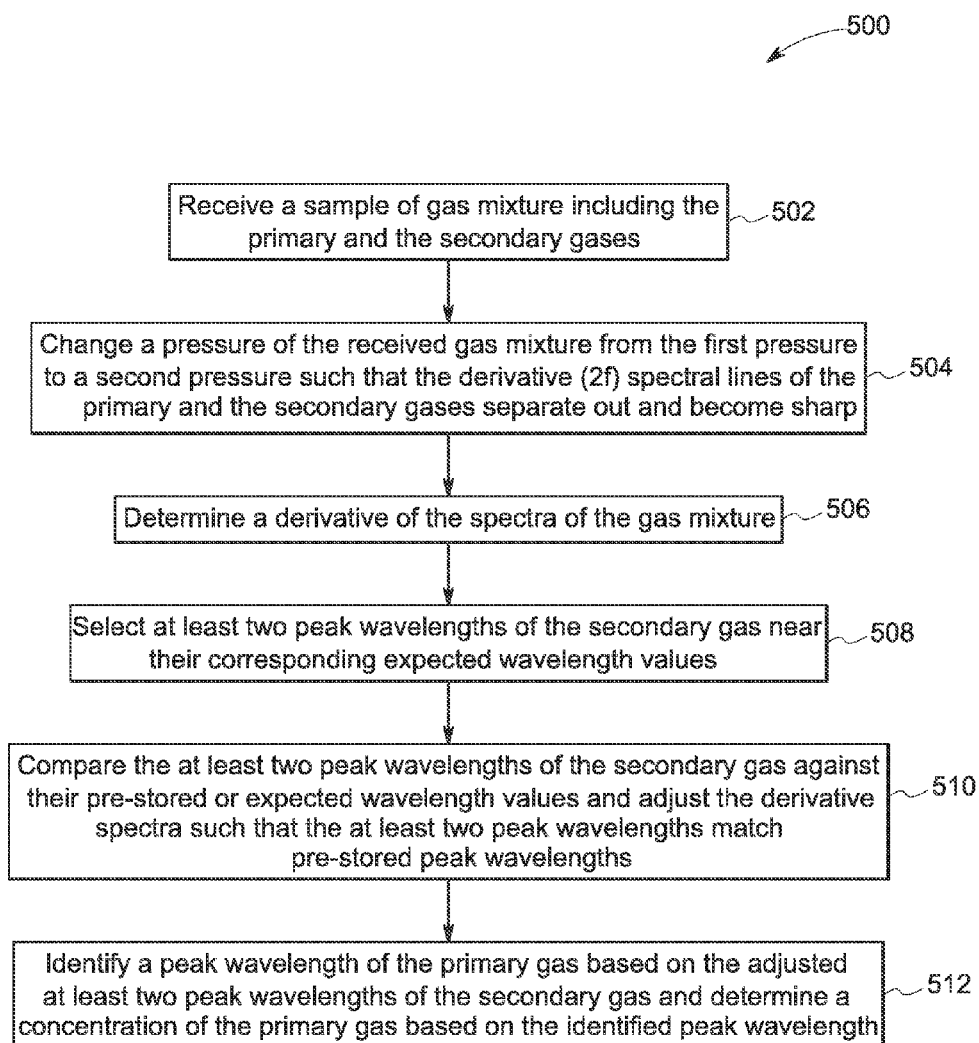 500
Receive a sample of gas mixture including the
primary and the secondary gases
502
Change a pressure of the received gas mixture from the first pressure
to a second pressure such that the derivative (2f) spectral lines of the
primary and the secondary gases separate out and become sharp
504
Determine a derivative of the spectra of the gas mixture
506
Select at least two peak wavelengths of the secondary gas near
their corresponding expected wavelength values
508
Compare the at least two peak wavelengths of the secondary gas against
their pre-stored or expected wavelength values and adjust the derivative
spectra such that the at least two peak wavelengths match
pre-stored peak wavelengths
510
Identify a peak wavelength of the primary gas based on the adjusted
at least two peak wavelengths of the secondary gas and determine a
concentration of the primary gas based on the identified peak wavelength
512